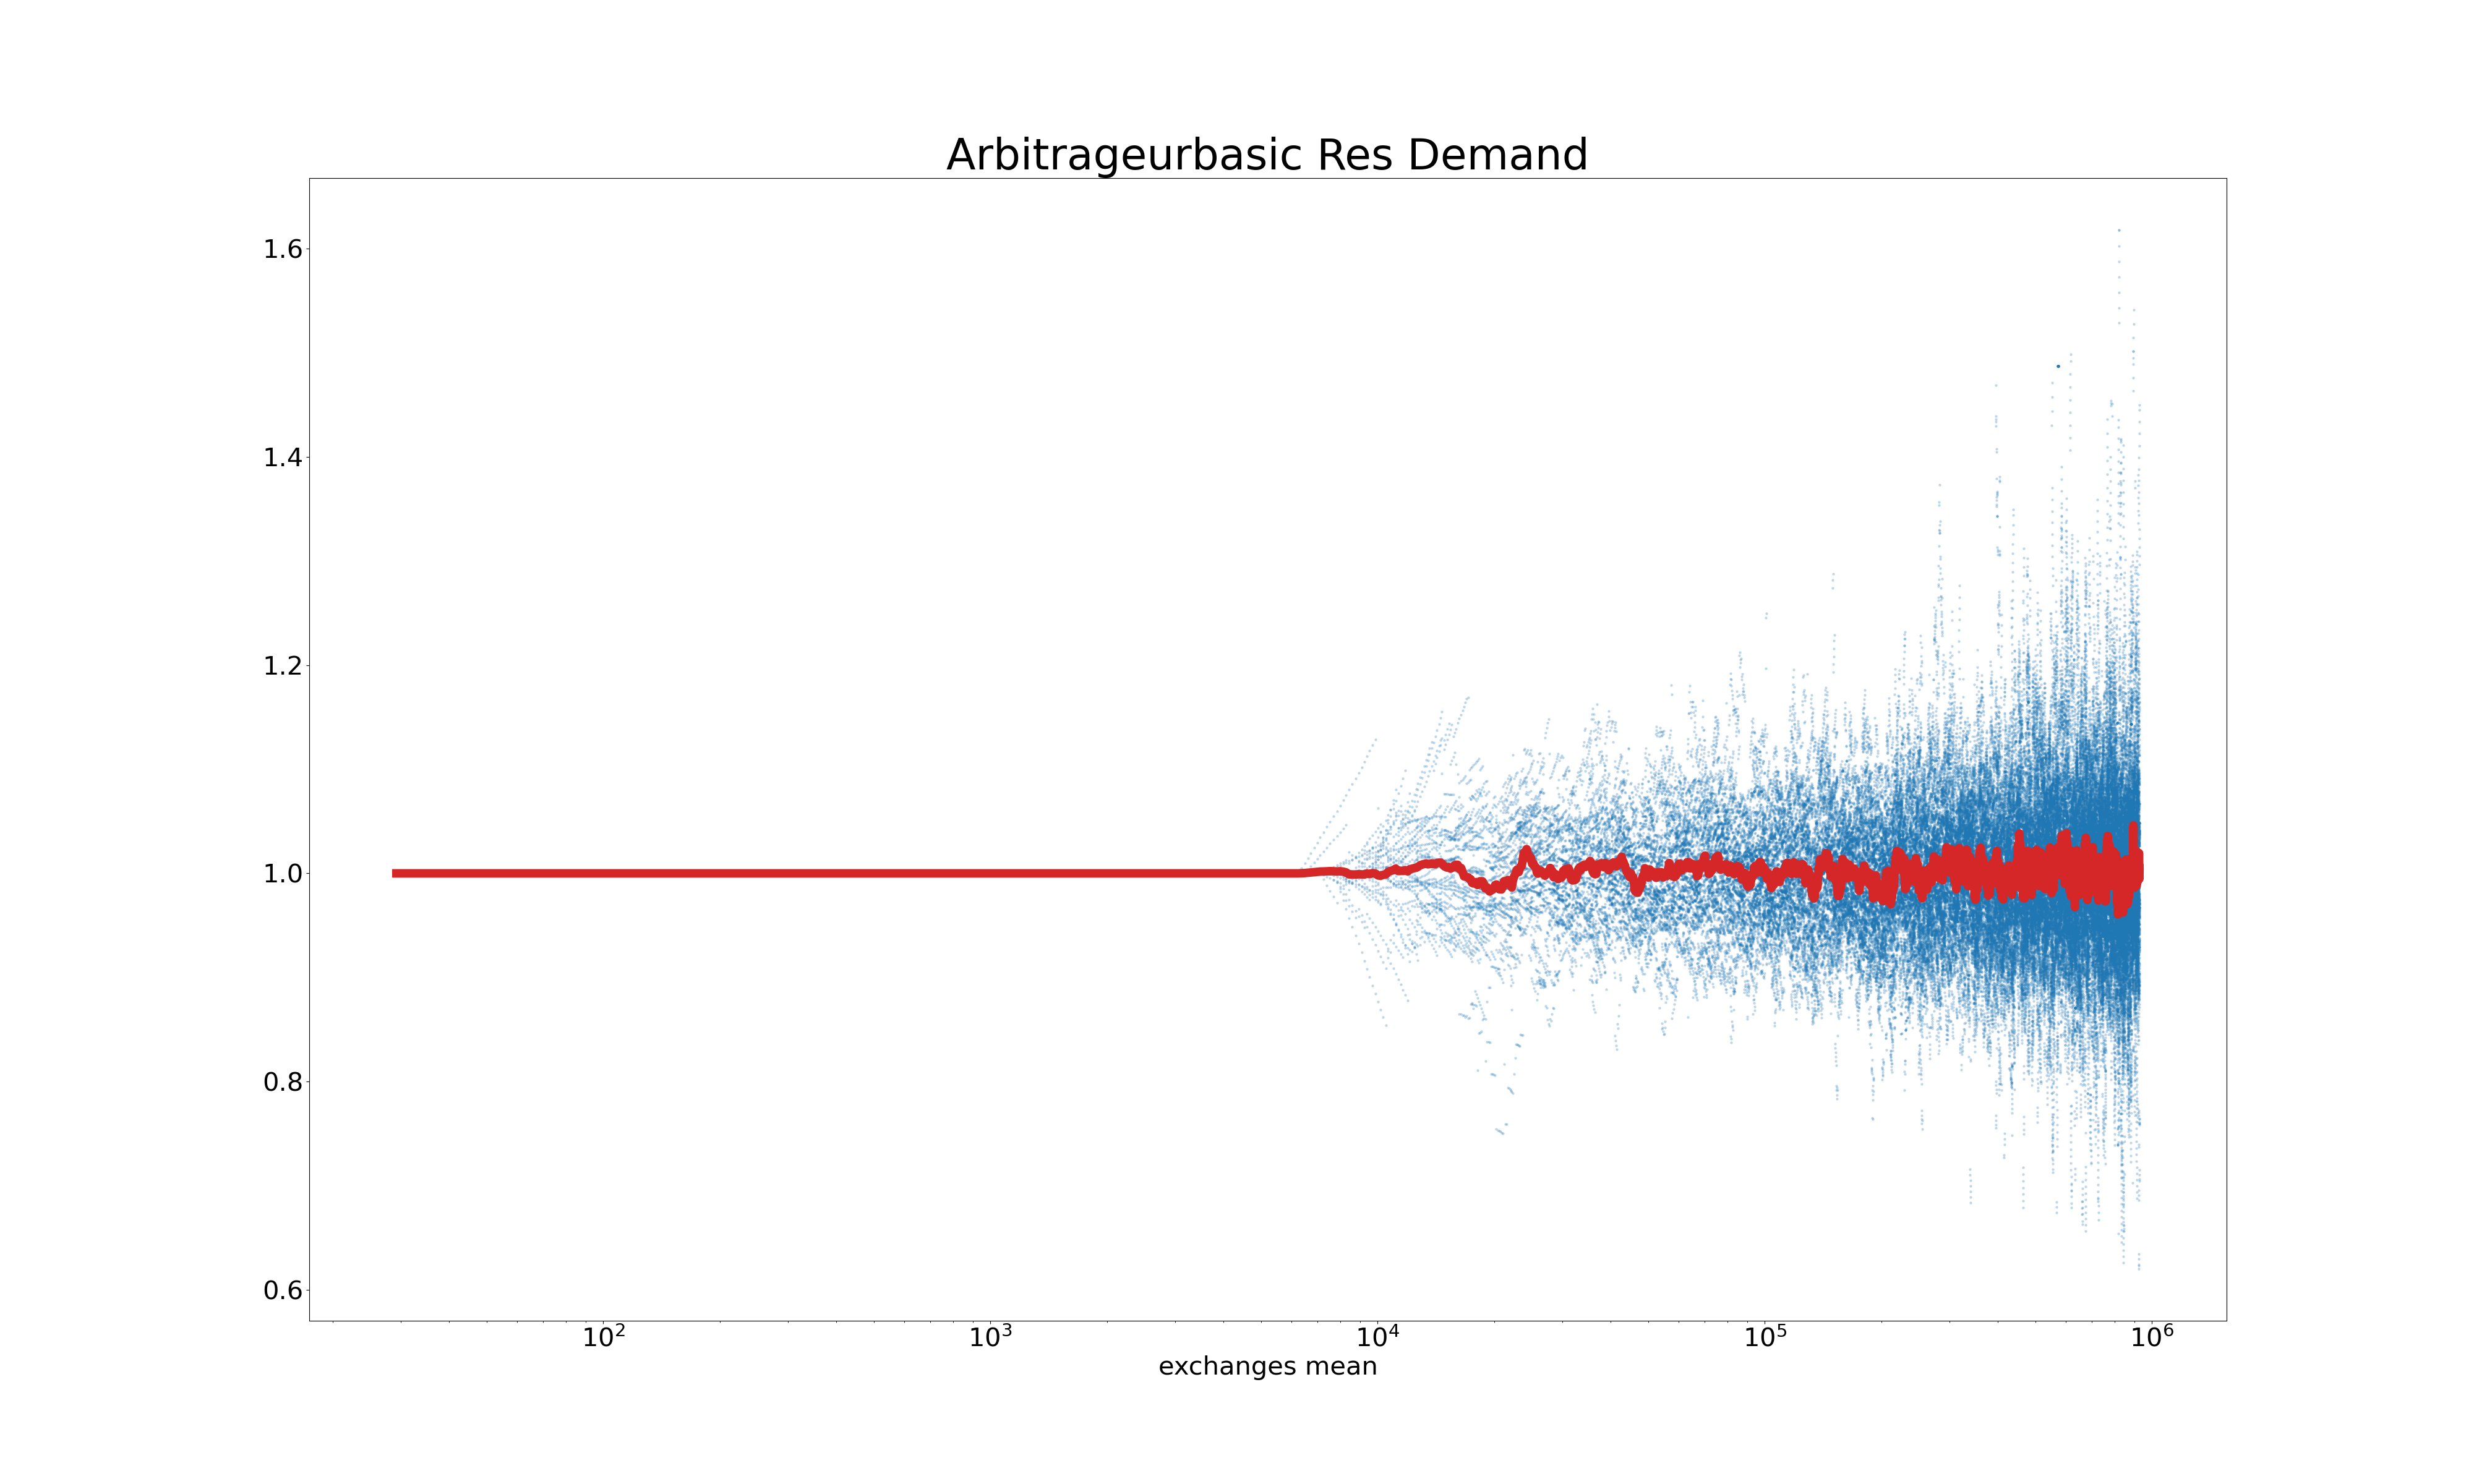 Arbitrageurbasic Res Demand
1.6
1.4
1.2
1.0
0.8
0.6
10² 10³ 10⁴ 10⁵ 10⁶
exchanges mean